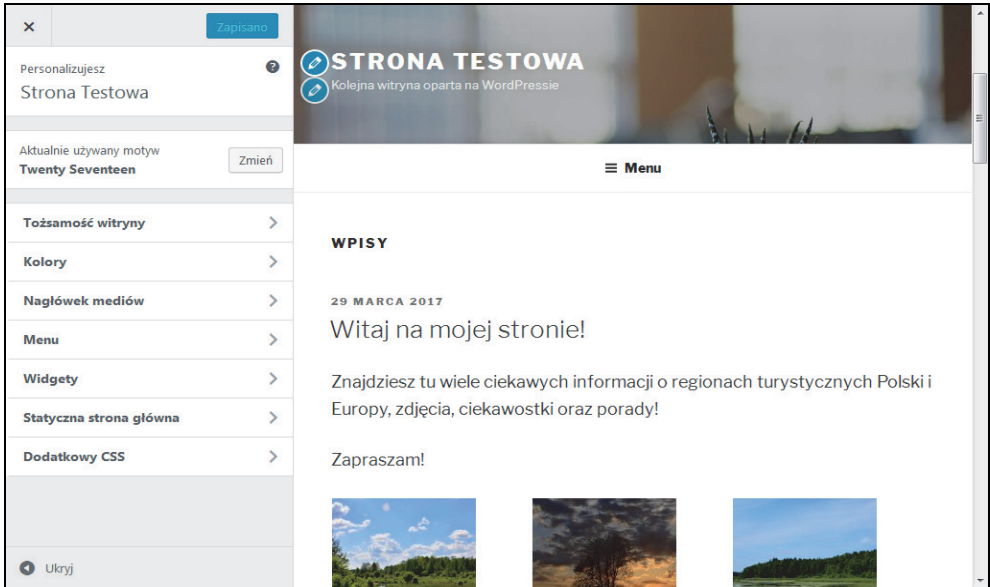 Zapisano
Personalizujesz
Strona Testowa
Aktualnie używany motyw
Twenty Seventeen
Zmień
Tożsamość witryny
Kolory
Nagłówek mediów
Menu
Widgety
Statyczna strona główna
Dodatkowy CSS
Ukryj
STRONA TESTOWA
Kolejna witryna oparta na WordPressie
Menu
WPISY
29 MARCA 2017
Witaj na mojej stronie!
Znajdziesz tu wiele ciekawych informacji o regionach turystycznych Polski i
Europy, zdjęcia, ciekawostki oraz porady!
Zapraszam!